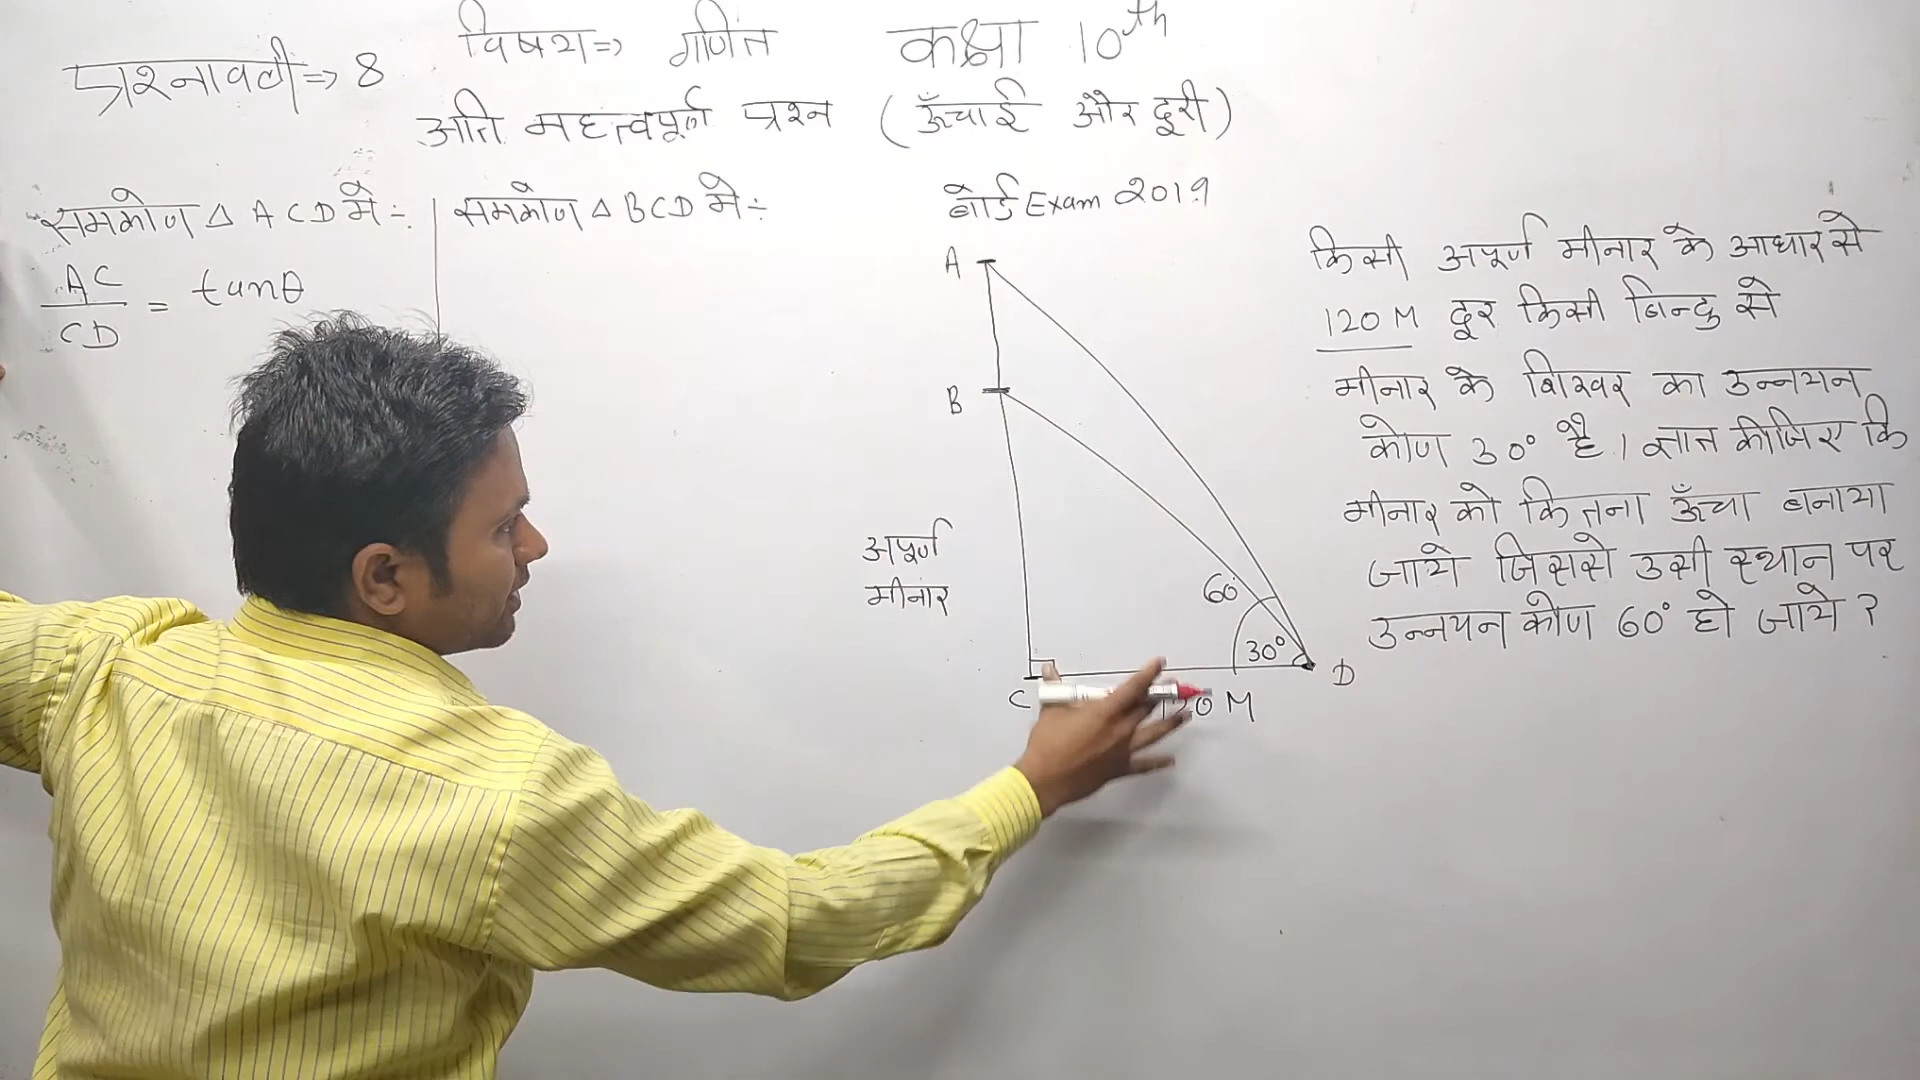 विषय⇒ गणित कक्षा 10th
प्रश्नावली⇒ 8
अति महत्वपूर्ण प्रश्न (ऊँचाई और दूरी)
समकोण △ ACD मे÷
AC
CD
= tanθ
समकोण △ BCD मे÷
बोर्ड Exam 2019
A
B
अपूर्ण
मीनार
60°
30°
C
D
120 M
किसी अपूर्ण मीनार के आधार से
120 M दूर किसी बिन्दु से
मीनार के शिखर का उन्नयन
कोण 30° है। ज्ञात कीजिए कि
मीनार को कितना ऊँचा बनाया
जाये जिससे उसी स्थान पर
उन्नयन कोण 60° हो जाये ?